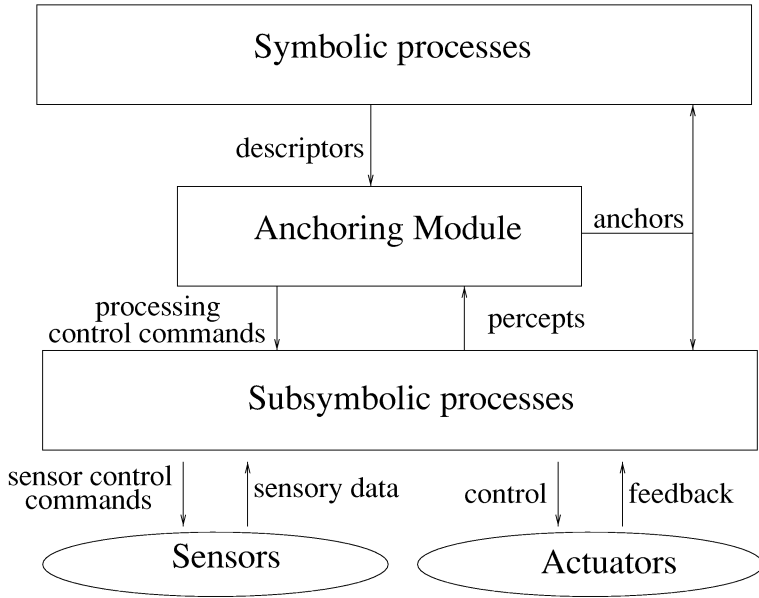 Symbolic processes
descriptors
Anchoring Module
anchors
processing
control commands
percepts
Subsymbolic processes
sensor control
commands
sensory data
control
feedback
Sensors
Actuators